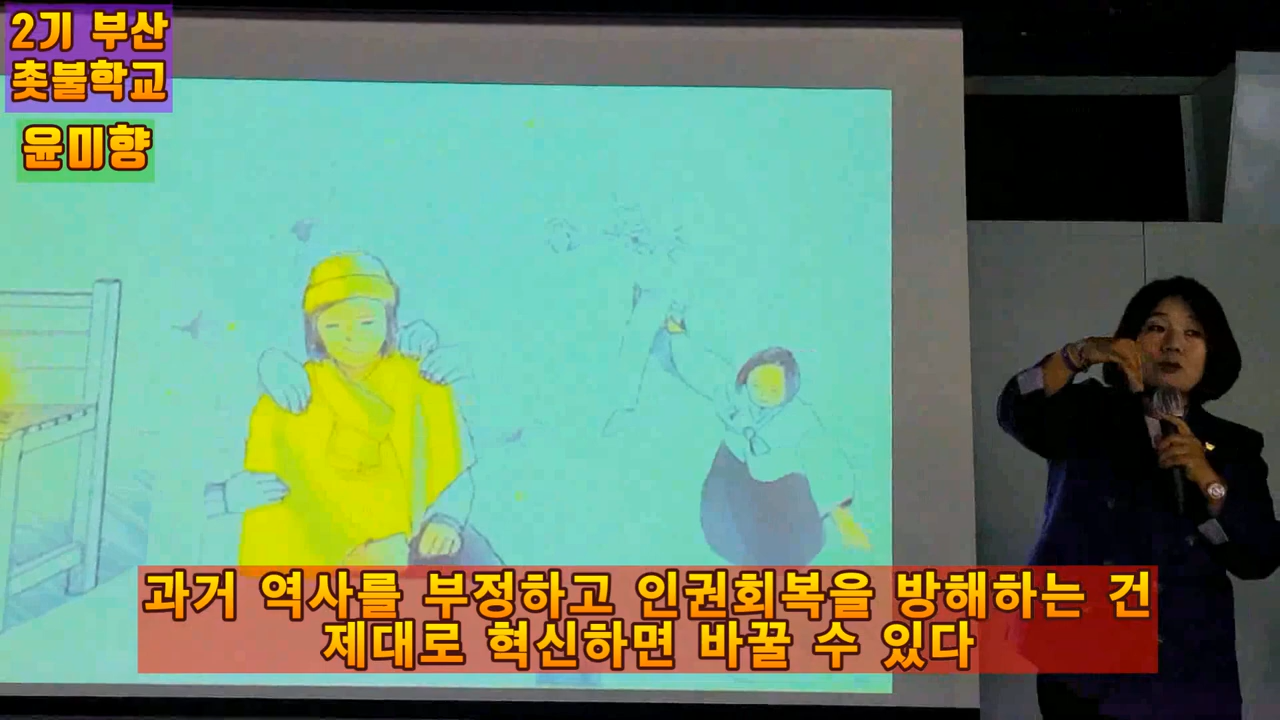 2기 부산
촛불학교
윤미향
과거 역사를 부정하고 인권회복을 방해하는 건
제대로 혁신하면 바꿀 수 있다